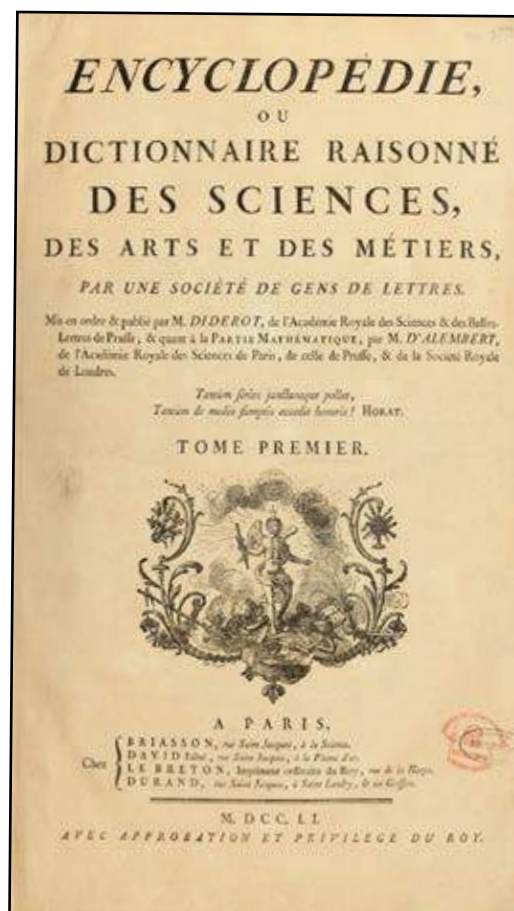 ENCYCLOPÉDIE,
OU
DICTIONNAIRE RAISONNÉ
DES SCIENCES,
DES ARTS ET DES MÉTIERS,
PAR UNE SOCIÉTÉ DE GENS DE LETTRES.
Mis en ordre & publié par M. DIDEROT, de l'Académie Royale des Sciences & des Belles-
Lettres de Prusse; & quant à la PARTIE MATHÉMATIQUE, par M. D'ALEMBERT,
de l'Académie Royale des Sciences de Paris, de celle de Prusse, & de la Société Royale
de Londres.
Tantùm series juncturaque pollet,
Tantùm de medio sumptis accedit honoris! HORAT.
TOME PREMIER.
A PARIS,
Chez
BRIASSON, rue Saint Jacques, à la Science.
DAVID l'aîné, rue Saint Jacques, à la Plume d'or.
LE BRETON, Imprimeur ordinaire du Roy, rue de la Harpe.
DURAND, rue Saint Jacques, à Saint Landry, & au Griffon.
M. DCC. LI.
AVEC APPROBATION ET PRIVILEGE DU ROY.